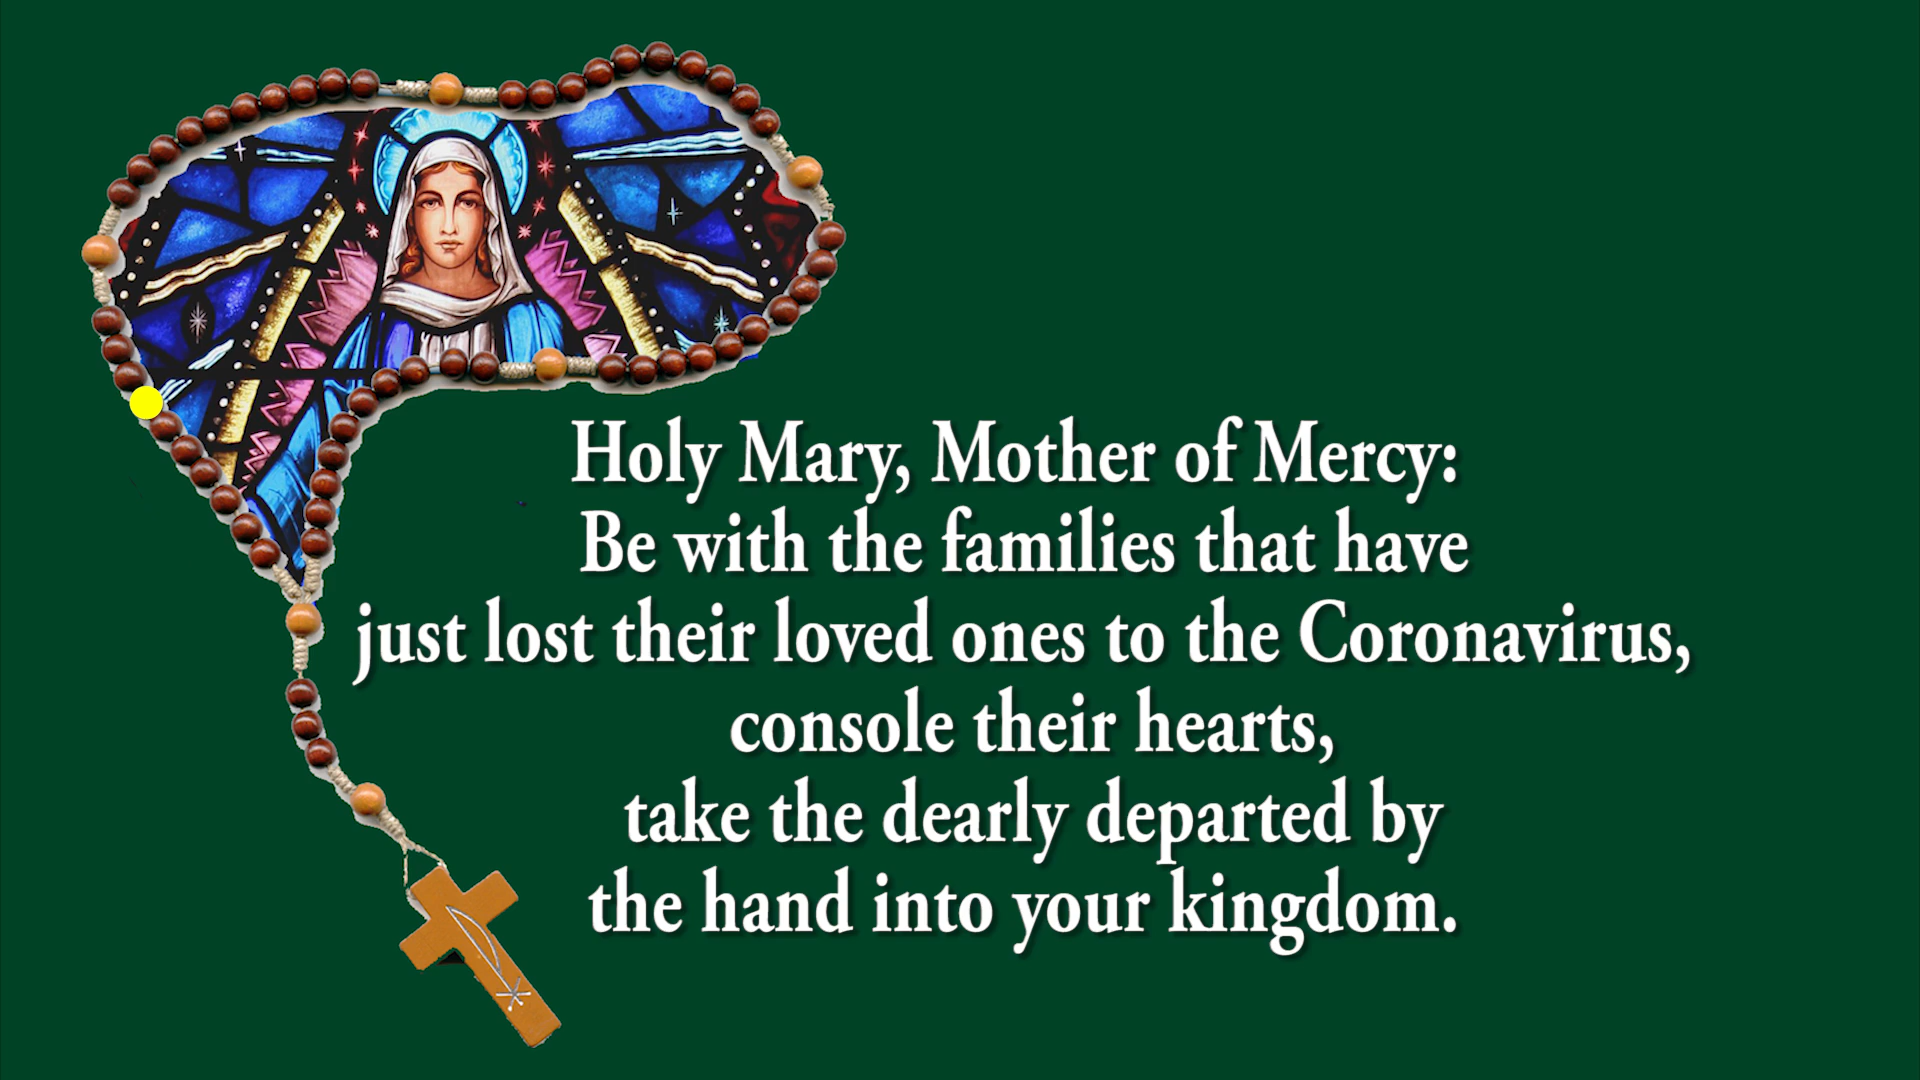 Holy Mary, Mother of Mercy:
Be with the families that have
just lost their loved ones to the Coronavirus,
console their hearts,
take the dearly departed by
the hand into your kingdom.